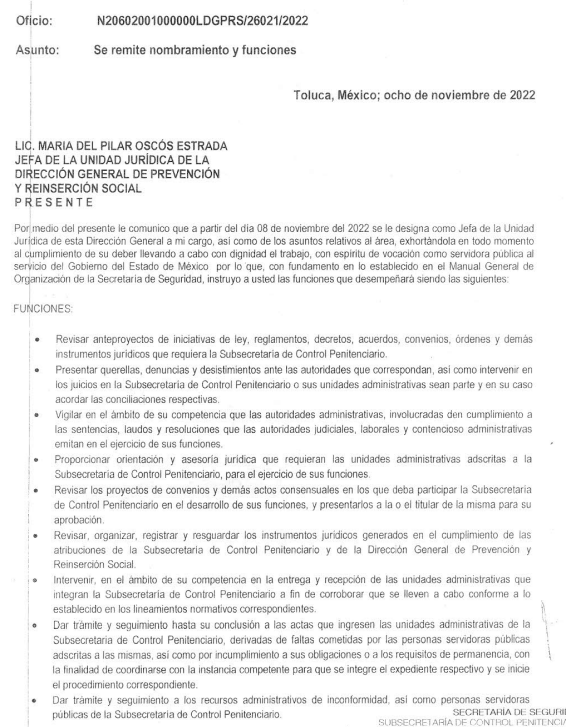 Oficio: N20602001000000LDGPRS/26021/2022
Asunto: Se remite nombramiento y funciones
Toluca, México; ocho de noviembre de 2022
LIC. MARIA DEL PILAR OSCÓS ESTRADA
JEFA DE LA UNIDAD JURÍDICA DE LA
DIRECCIÓN GENERAL DE PREVENCIÓN
Y REINSERCIÓN SOCIAL
P R E S E N T E
Por medio del presente le comunico que a partir del día 08 de noviembre del 2022 se le designa como Jefa de la Unidad
Jurídica de esta Dirección General a mi cargo, así como de los asuntos relativos al área, exhortándola en todo momento
al cumplimiento de su deber llevando a cabo con dignidad el trabajo, con espíritu de vocación como servidora pública al
servicio del Gobierno del Estado de México por lo que, con fundamento en lo establecido en el Manual General de
Organización de la Secretaría de Seguridad, instruyo a usted las funciones que desempeñará siendo las siguientes:
FUNCIONES:
• Revisar anteproyectos de iniciativas de ley, reglamentos, decretos, acuerdos, convenios, órdenes y demás
instrumentos jurídicos que requiera la Subsecretaría de Control Penitenciario.
• Presentar querellas, denuncias y desistimientos ante las autoridades que correspondan, así como intervenir en
los juicios en la Subsecretaría de Control Penitenciario o sus unidades administrativas sean parte y en su caso
acordar las conciliaciones respectivas.
• Vigilar en el ámbito de su competencia que las autoridades administrativas, involucradas den cumplimiento a
las sentencias, laudos y resoluciones que las autoridades judiciales, laborales y contencioso administrativas
emitan en el ejercicio de sus funciones.
• Proporcionar orientación y asesoría jurídica que requieran las unidades administrativas adscritas a la
Subsecretaría de Control Penitenciario, para el ejercicio de sus funciones.
• Revisar los proyectos de convenios y demás actos consensuales en los que deba participar la Subsecretaría
de Control Penitenciario en el desarrollo de sus funciones, y presentarlos a la o el titular de la misma para su
aprobación.
• Revisar, organizar, registrar y resguardar los instrumentos jurídicos generados en el cumplimiento de las
atribuciones de la Subsecretaría de Control Penitenciario y de la Dirección General de Prevención y
Reinserción Social.
• Intervenir, en el ámbito de su competencia en la entrega y recepción de las unidades administrativas que
integran la Subsecretaría de Control Penitenciario a fin de corroborar que se lleven a cabo conforme a lo
establecido en los lineamientos normativos correspondientes.
• Dar trámite y seguimiento hasta su conclusión a las actas que ingresen las unidades administrativas de la
Subsecretaría de Control Penitenciario, derivadas de faltas cometidas por las personas servidoras públicas
adscritas a las mismas, así como por incumplimiento a sus obligaciones o a los requisitos de permanencia, con
la finalidad de coordinarse con la instancia competente para que se integre el expediente respectivo y se inicie
el procedimiento correspondiente.
• Dar trámite y seguimiento a los recursos administrativos de inconformidad, así como personas servidoras
públicas de la Subsecretaría de Control Penitenciario.
SECRETARÍA DE SEGURI
SUBSECRETARÍA DE CONTROL PENITENCIA